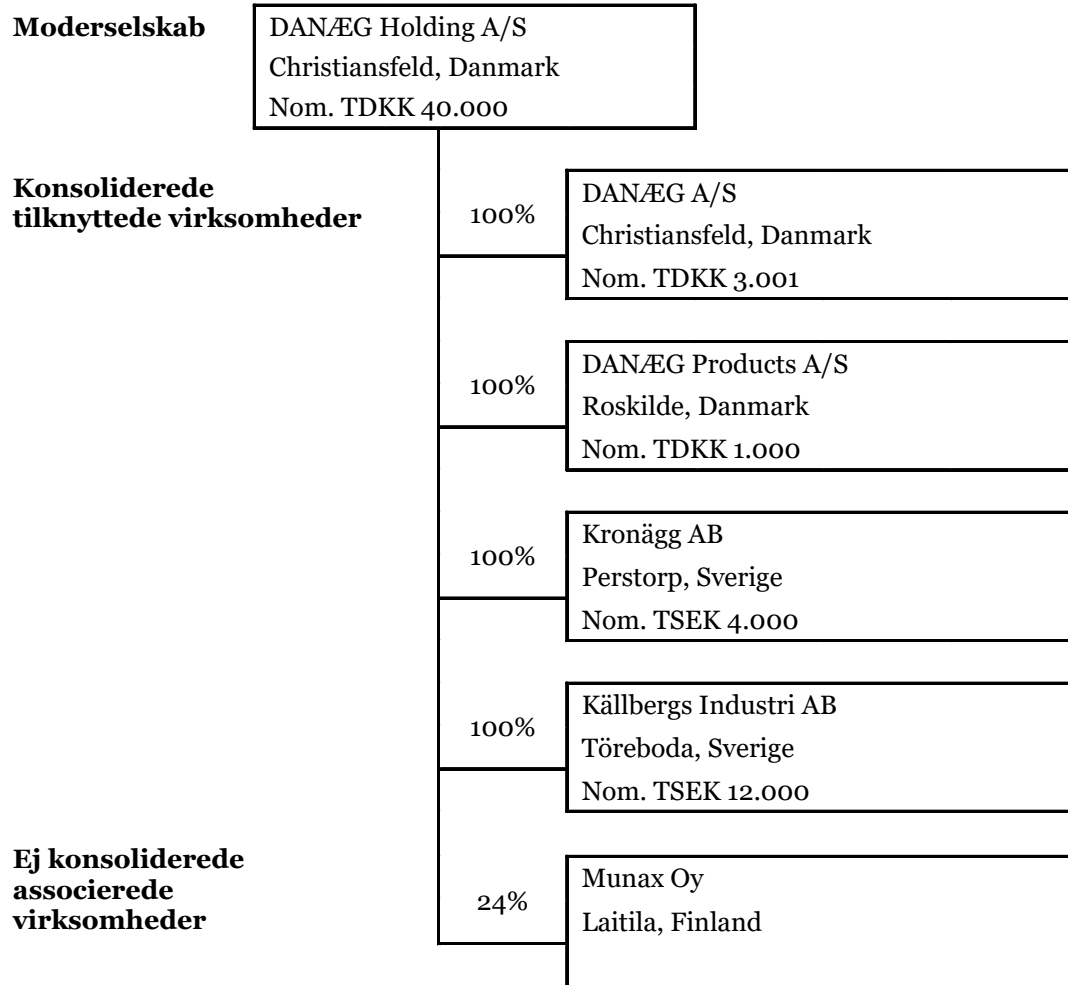 Moderselskab
DANÆG Holding A/S
Christiansfeld, Danmark
Nom. TDKK 40.000
Konsoliderede
tilknyttede virksomheder
100%
DANÆG A/S
Christiansfeld, Danmark
Nom. TDKK 3.001
100%
DANÆG Products A/S
Roskilde, Danmark
Nom. TDKK 1.000
100%
Kronägg AB
Perstorp, Sverige
Nom. TSEK 4.000
100%
Källbergs Industri AB
Töreboda, Sverige
Nom. TSEK 12.000
Ej konsoliderede
associerede
virksomheder
24%
Munax Oy
Laitila, Finland